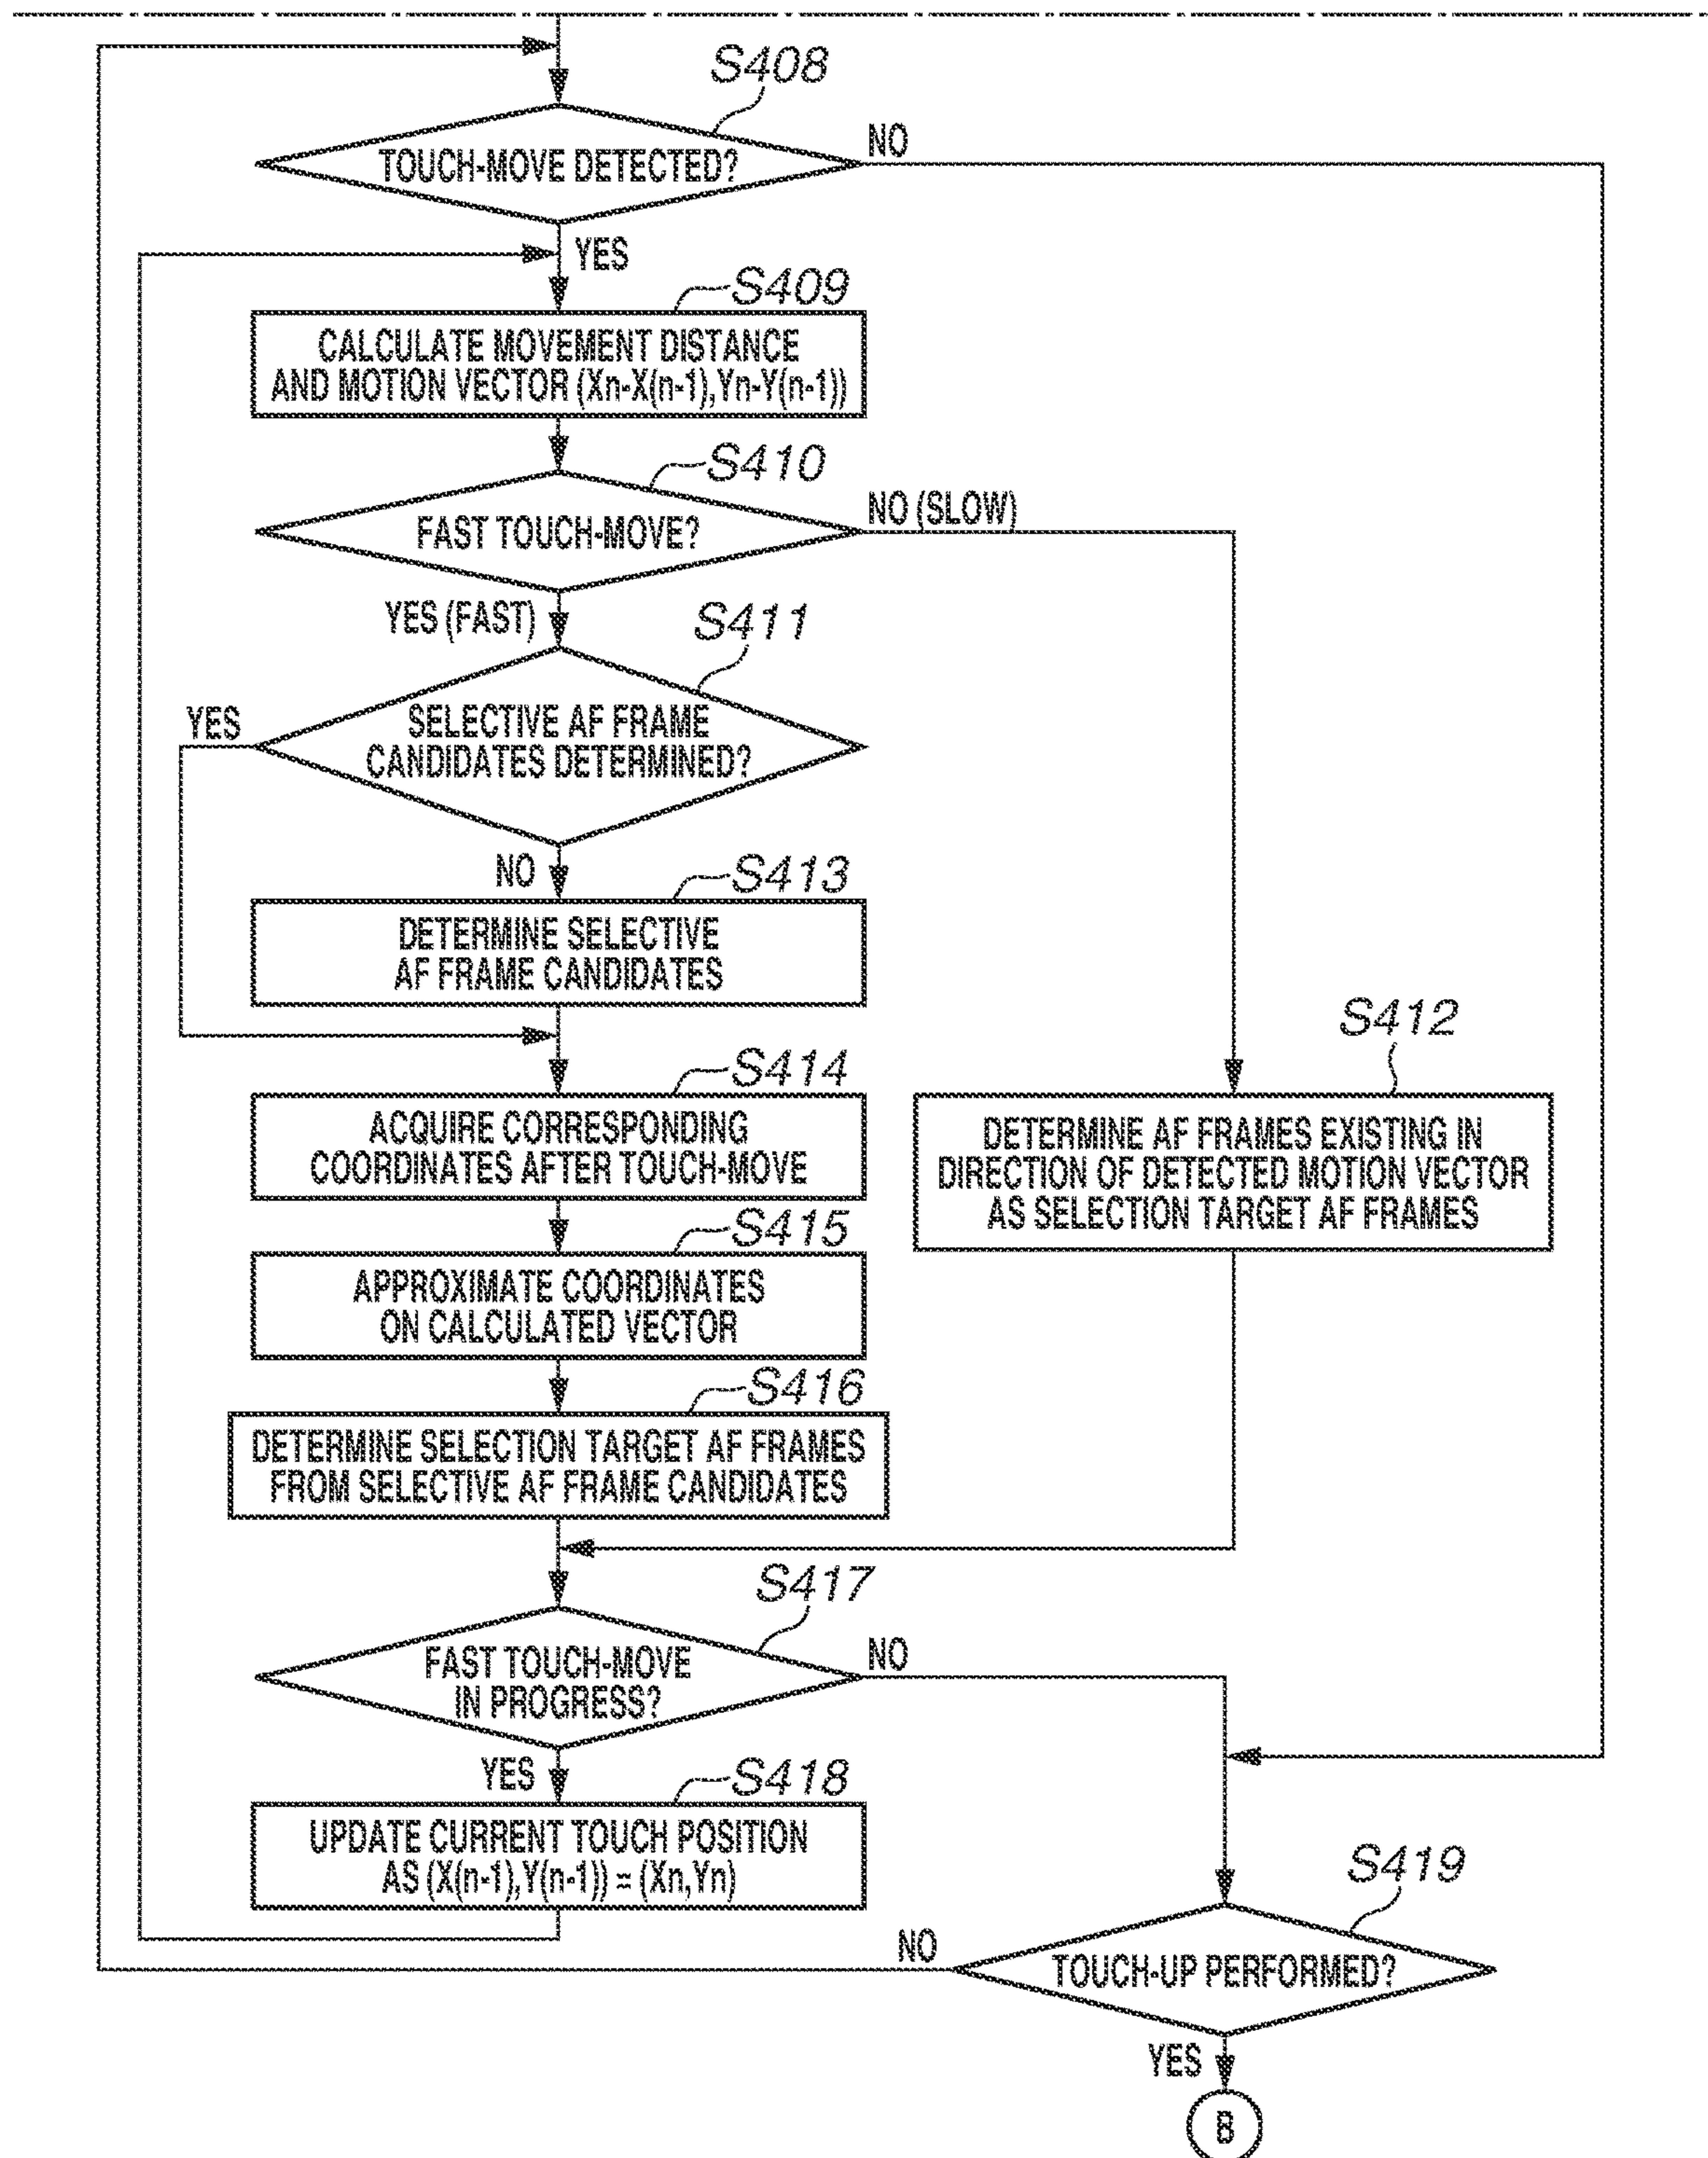 S408
TOUCH-MOVE DETECTED?
NO
YES
S409
CALCULATE MOVEMENT DISTANCE
AND MOTION VECTOR (Xn-X(n-1),Yn-Y(n-1))
S410
FAST TOUCH-MOVE?
NO (SLOW)
YES (FAST)
S411
SELECTIVE AF FRAME
CANDIDATES DETERMINED?
YES
NO
S413
DETERMINE SELECTIVE
AF FRAME CANDIDATES
S412
DETERMINE AF FRAMES EXISTING IN
DIRECTION OF DETECTED MOTION VECTOR
AS SELECTION TARGET AF FRAMES
S414
ACQUIRE CORRESPONDING
COORDINATES AFTER TOUCH-MOVE
S415
APPROXIMATE COORDINATES
ON CALCULATED VECTOR
S416
DETERMINE SELECTION TARGET AF FRAMES
FROM SELECTIVE AF FRAME CANDIDATES
S417
FAST TOUCH-MOVE
IN PROGRESS?
NO
YES
S418
UPDATE CURRENT TOUCH POSITION
AS (X(n-1),Y(n-1)) = (Xn,Yn)
S419
TOUCH-UP PERFORMED?
NO
YES
B